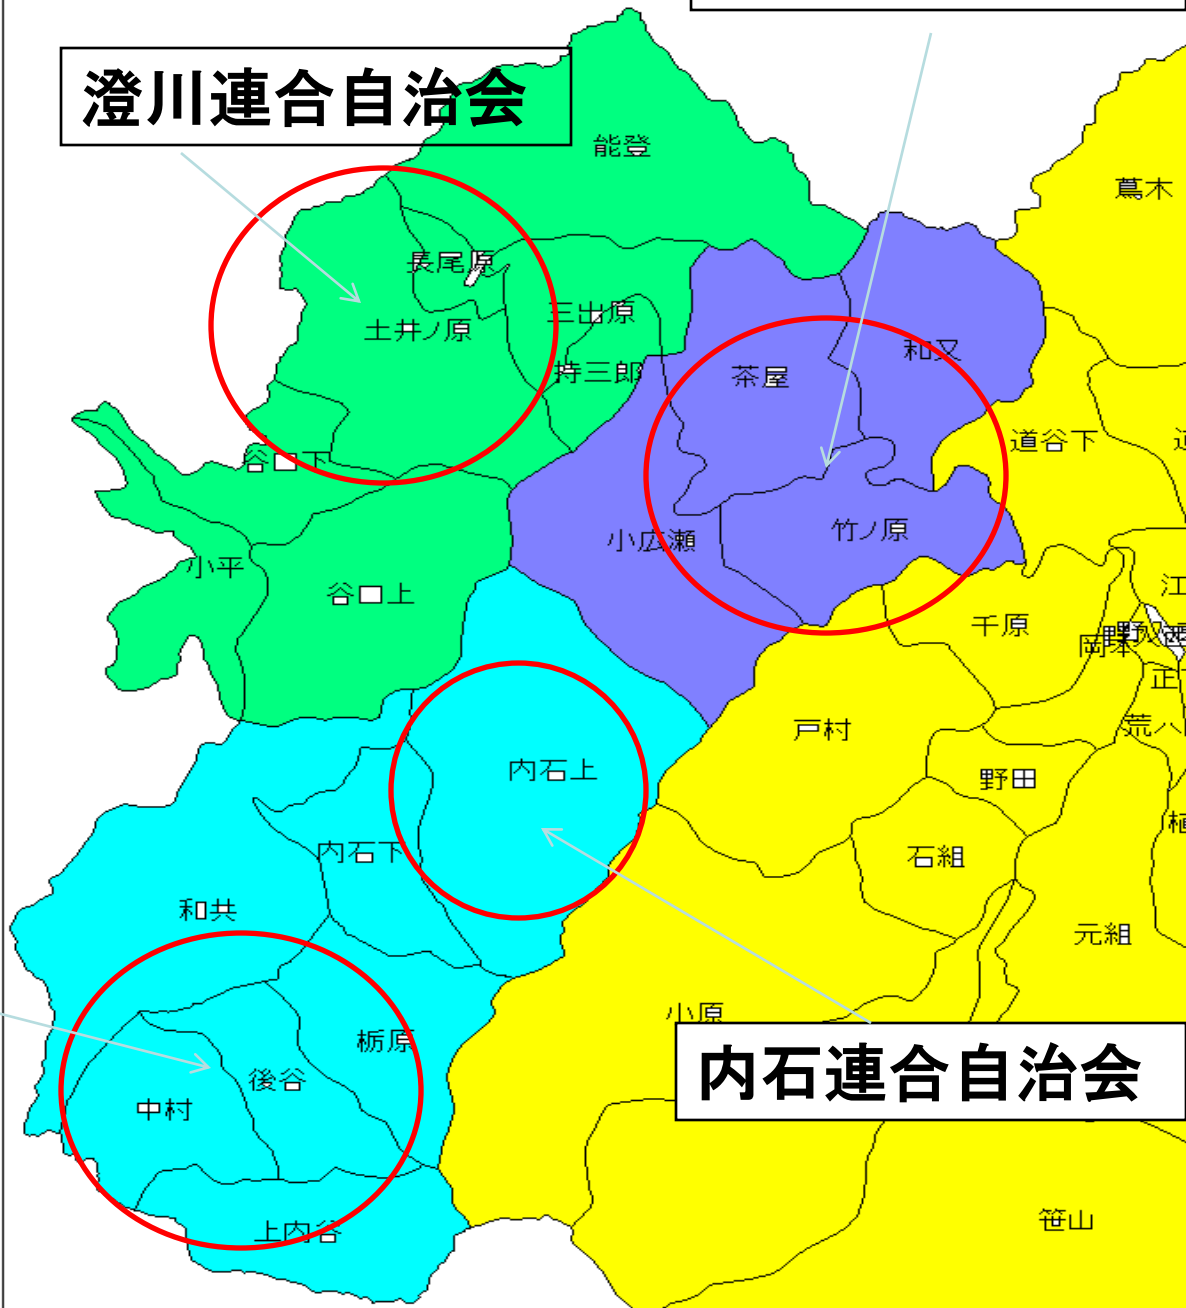 澄川連合自治会
能登
蔦木
長尾原
三出原
土井ノ原
和又
持三郎
茶屋
道谷下
谷口下
小広瀬
竹ノ原
小平
谷口上
江
千原
岡本
正
戸村
荒八
内石上
野田
内石下
石組
和共
元組
小原
栃原
内石連合自治会
後谷
中村
笹山
上内谷